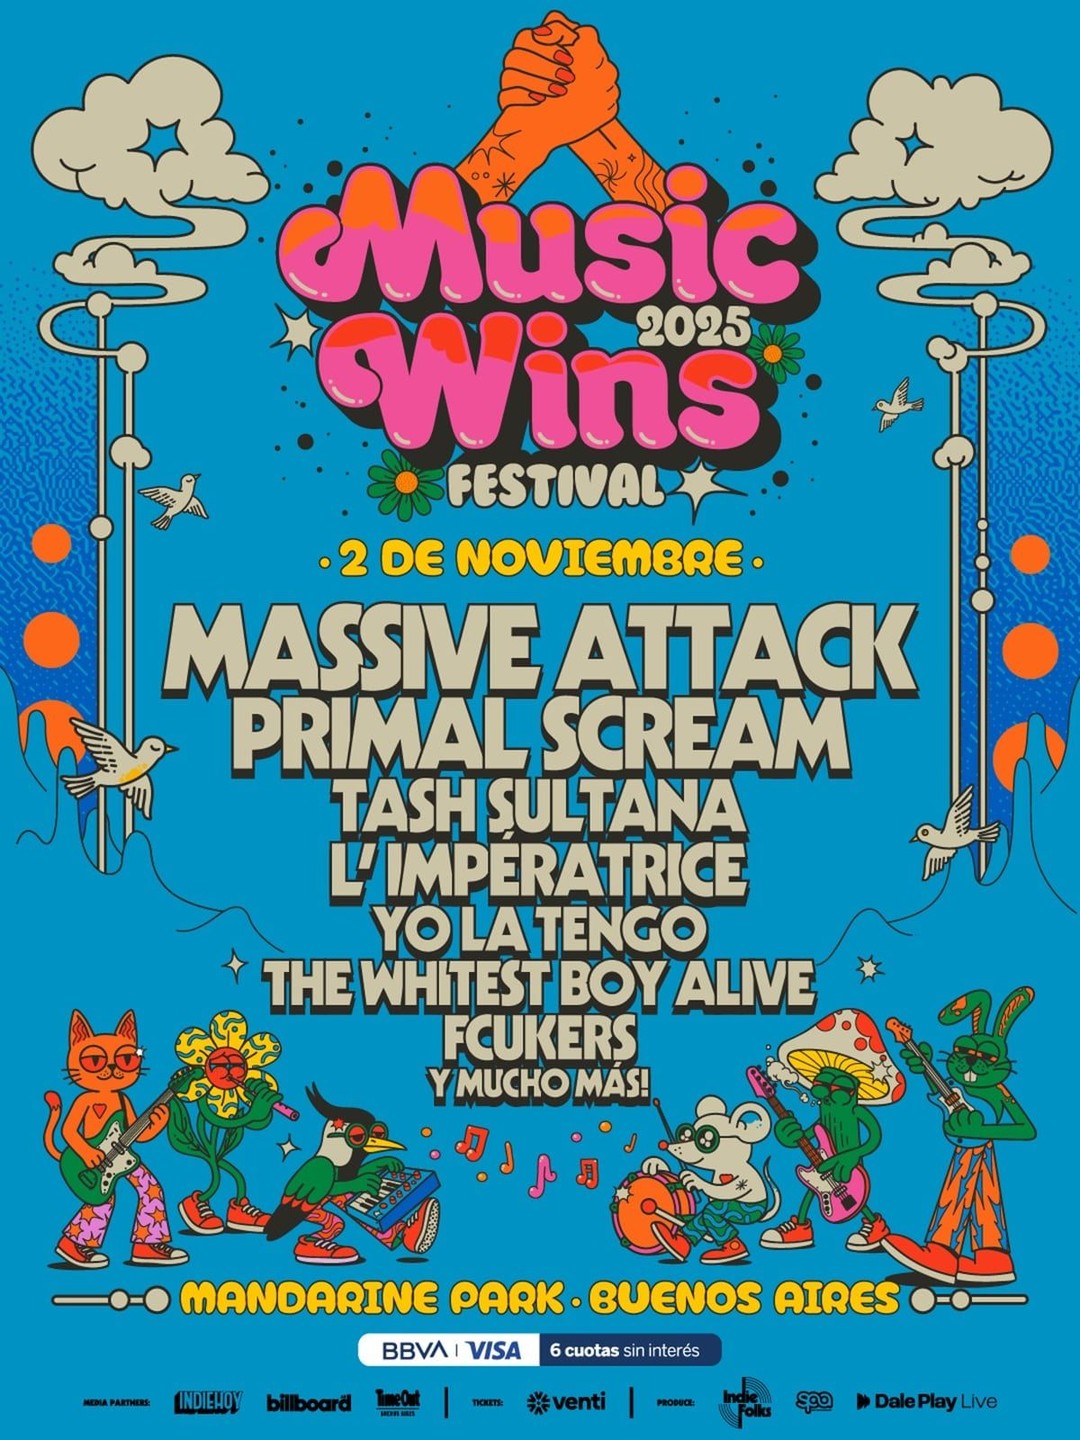 Music
2025
Wins
FESTIVAL
· 2 DE NOVIEMBRE ·
MASSIVE ATTACK
PRIMAL SCREAM
TASH SULTANA
L'IMPÉRATRICE
YO LA TENGO
THE WHITEST BOY ALIVE
FCUKERS
Y MUCHO MÁS!
MANDARINE PARK · BUENOS AIRES
BBVA | VISA 6 cuotas sin interés
MEDIA PARTNERS: INDIEHOY billboard TimeOut BUENOS AIRES | TICKETS: venti | PRODUCE: Indie Folks Dale Play Live